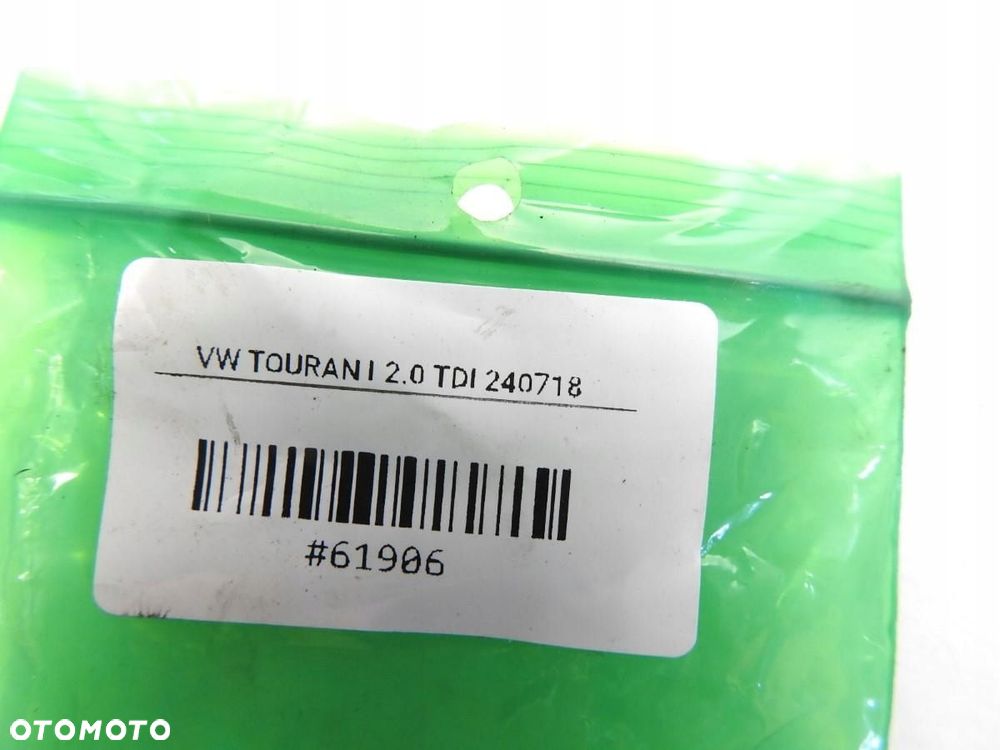 VW TOURAN I 2.0 TDI 240718
#61906
OTOMOTO